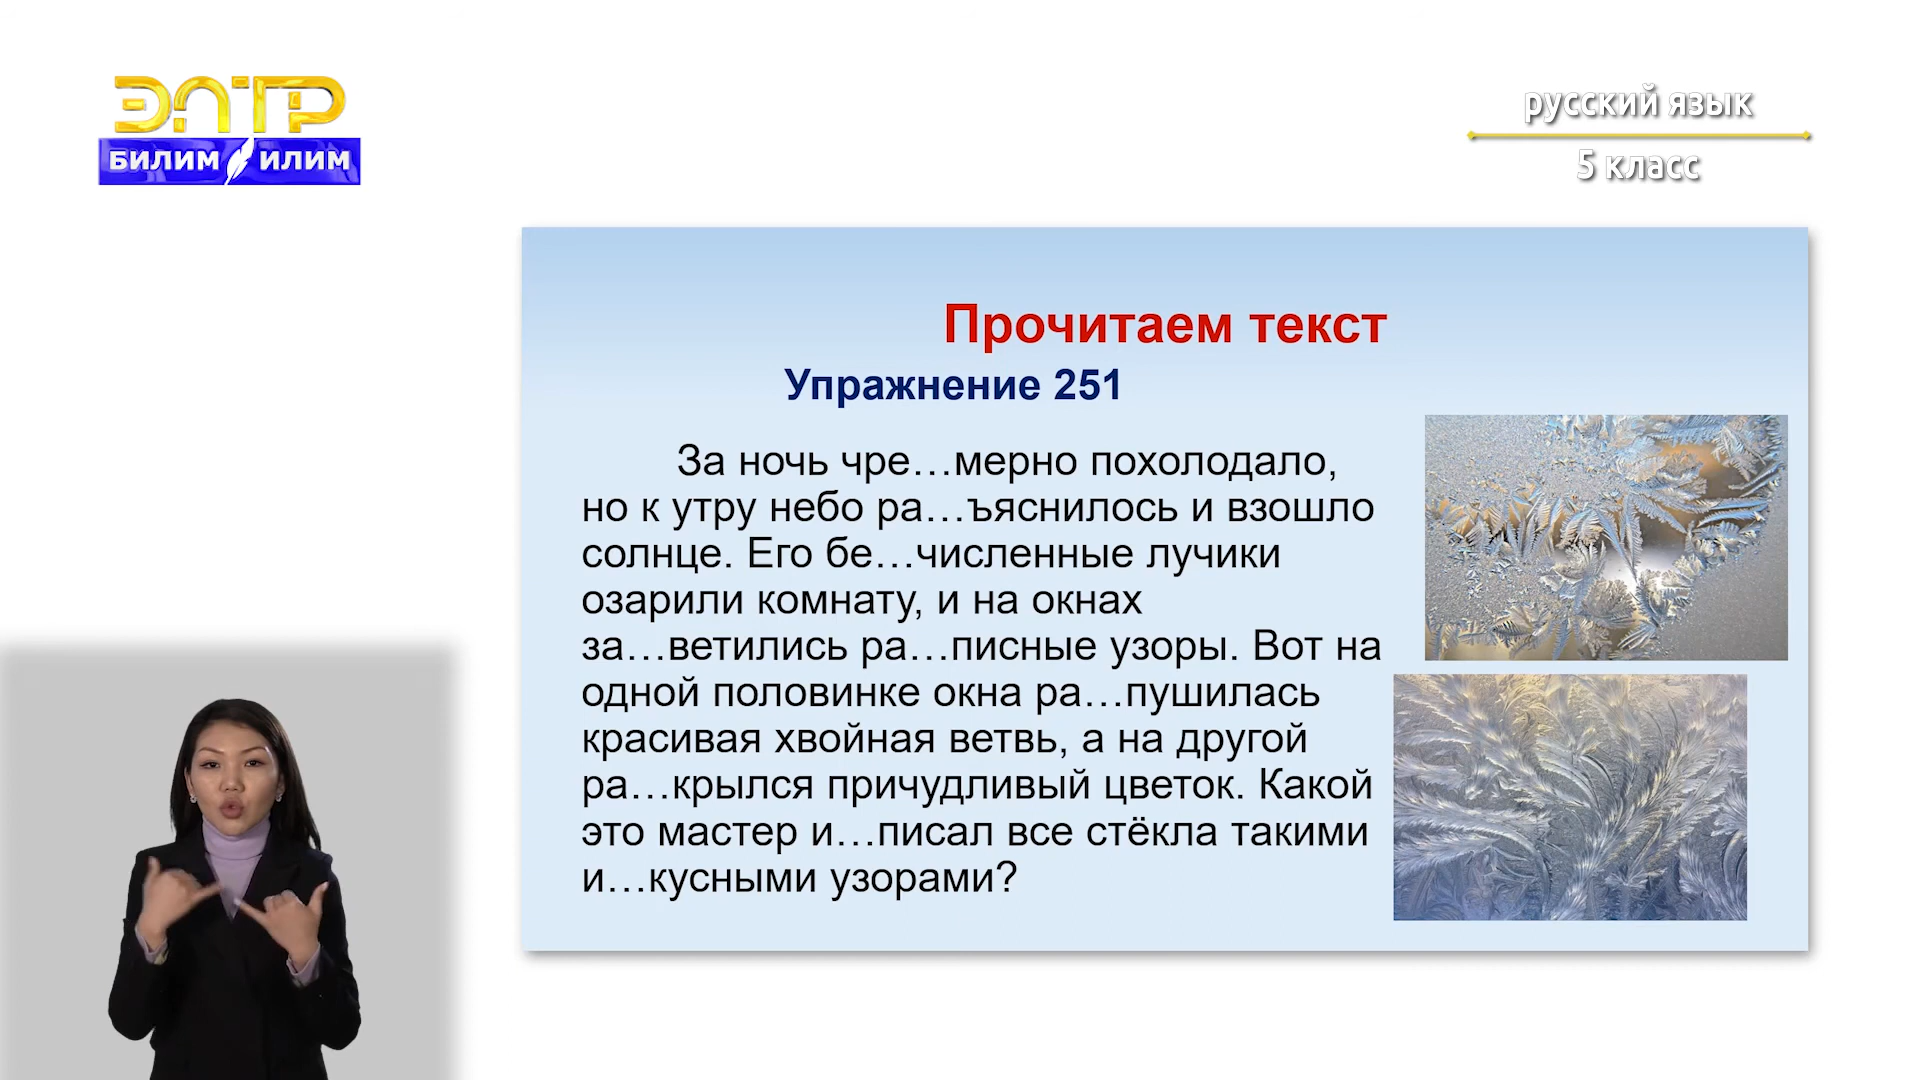 ЭЛТР
БИЛИМ ИЛИМ
русский язык
5 класс
Прочитаем текст
Упражнение 251
За ночь чре…мерно похолодало,
но к утру небо ра…ъяснилось и взошло
солнце. Его бе…численные лучики
озарили комнату, и на окнах
за…ветились ра…писные узоры. Вот на
одной половинке окна ра…пушилась
красивая хвойная ветвь, а на другой
ра…крылся причудливый цветок. Какой
это мастер и…писал все стёкла такими
и…кусными узорами?